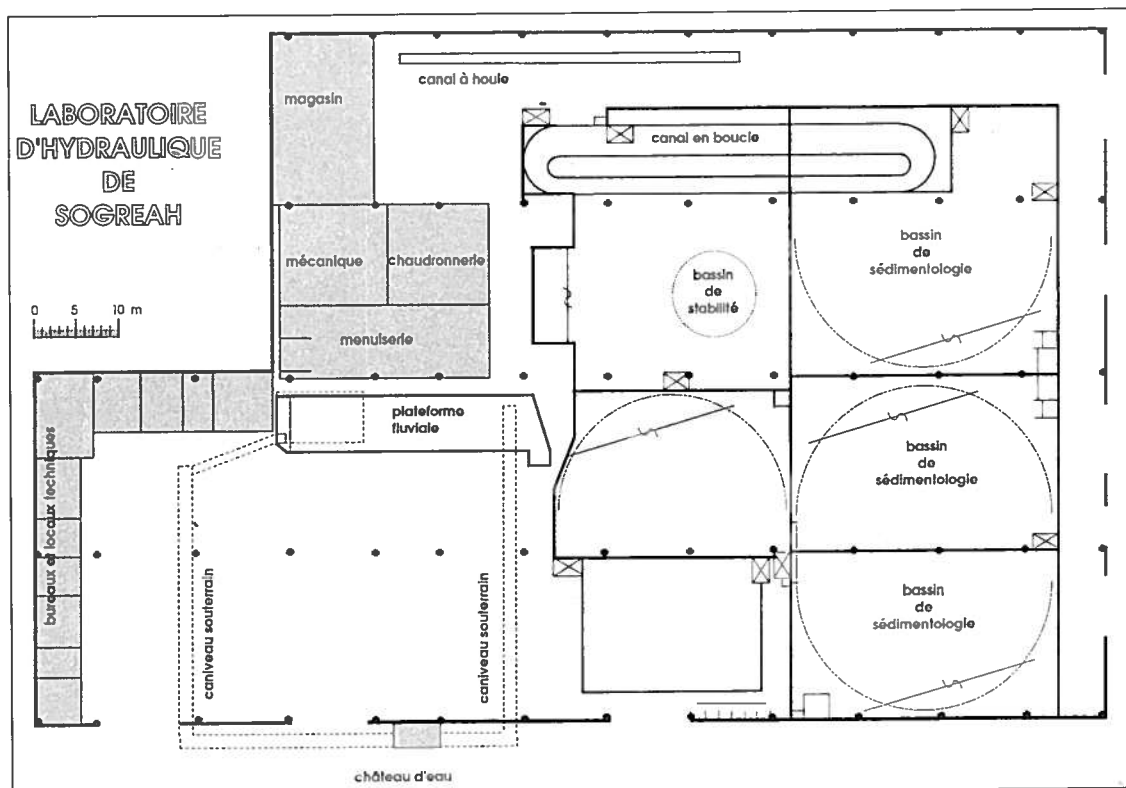 LABORATOIRE
D'HYDRAULIQUE
DE
SOGREAH
0 5 10 m
magasin
canal à houle
canal en boucle
mécanique
chaudronnerie
menuiserie
bassin
de
stabilité
bassin
de
sédimentologie
plateforme
fluviale
bassin
de
sédimentologie
bureaux et locaux techniques
caniveau souterrain
caniveau souterrain
bassin
de
sédimentologie
château d'eau